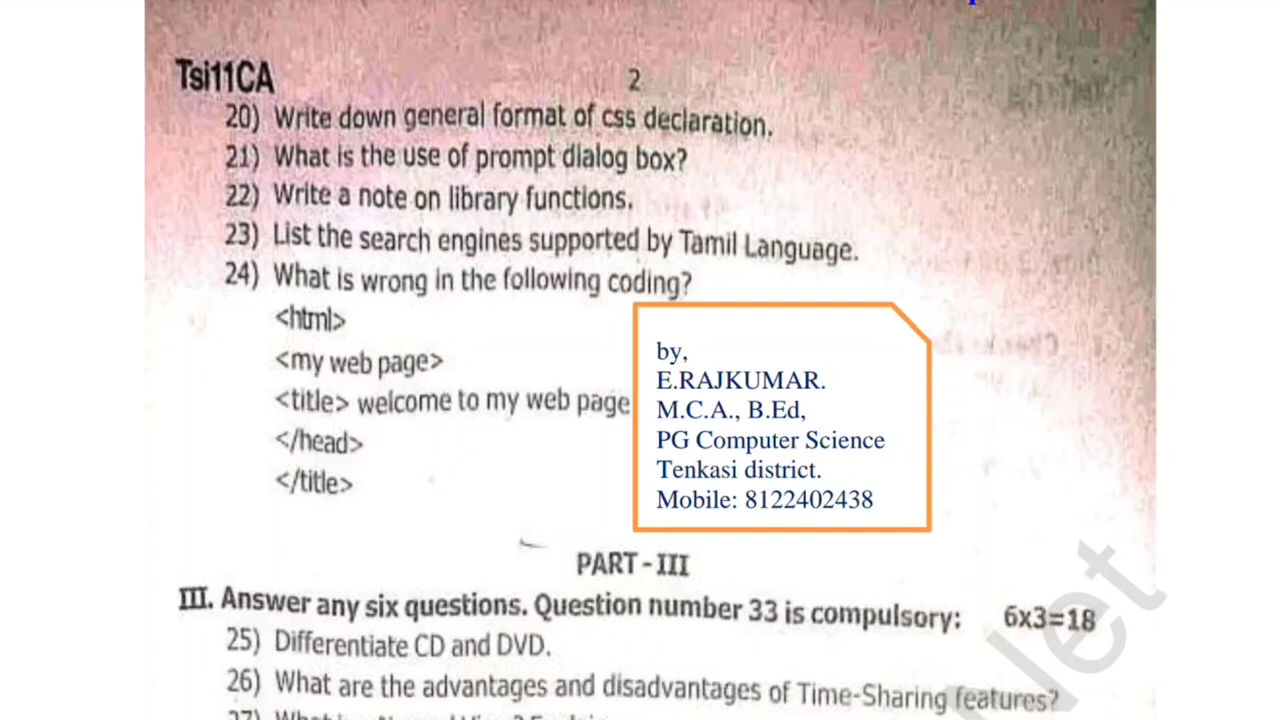 Tsi11CA
2
20) Write down general format of css declaration.
21) What is the use of prompt dialog box?
22) Write a note on library functions.
23) List the search engines supported by Tamil Language.
24) What is wrong in the following coding?
<html>
<my web page>
<title> welcome to my web page
</head>
</title>
by,
E.RAJKUMAR.
M.C.A., B.Ed,
PG Computer Science
Tenkasi district.
Mobile: 8122402438
PART - III
III. Answer any six questions. Question number 33 is compulsory: 6x3=18
25) Differentiate CD and DVD.
26) What are the advantages and disadvantages of Time-Sharing features?
Net